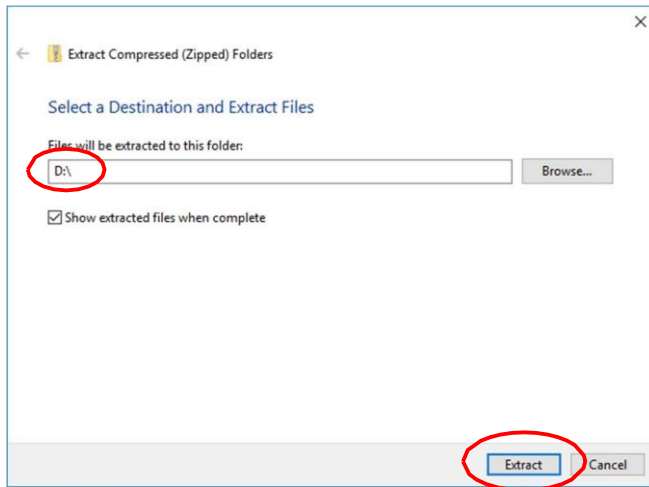 Extract Compressed (Zipped) Folders
Select a Destination and Extract Files
Files will be extracted to this folder:
D:\
Browse...
Show extracted files when complete
Extract
Cancel